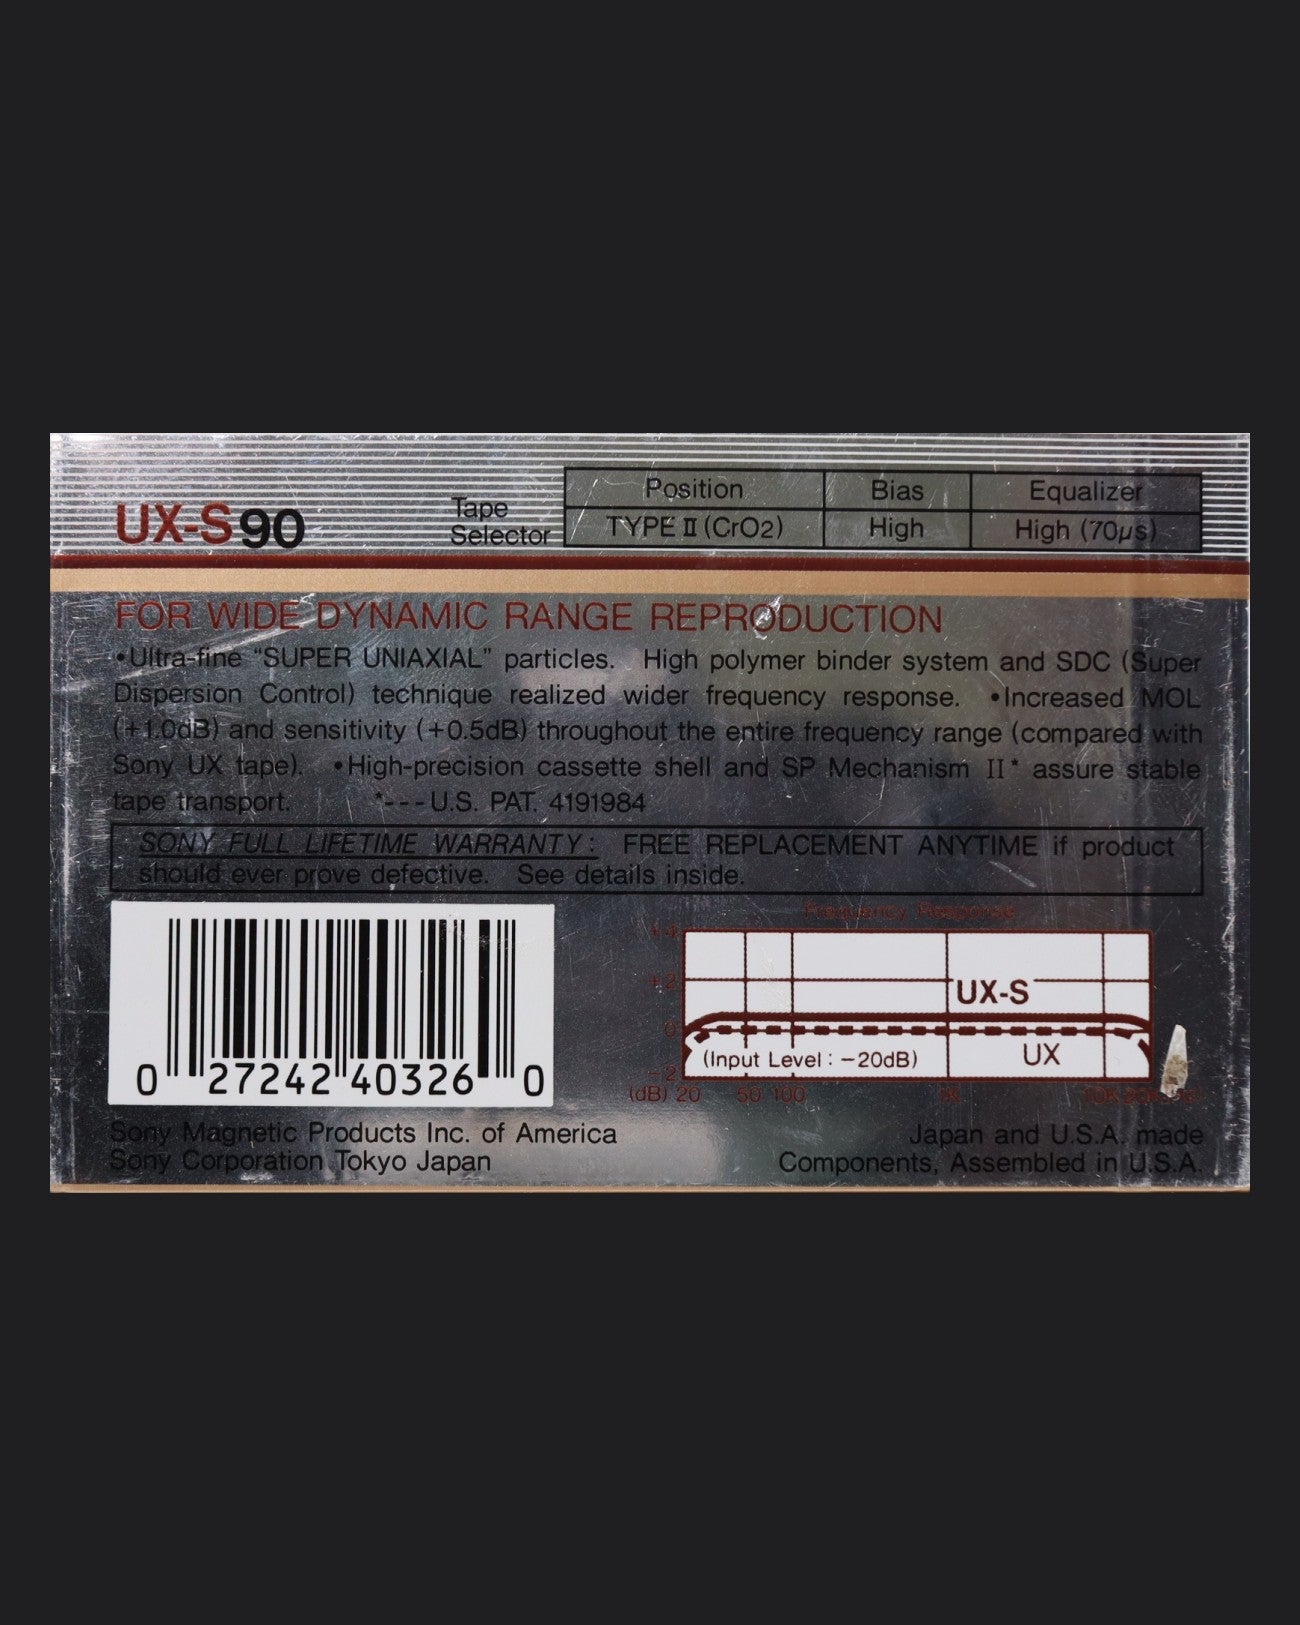 UX-S 90
Tape
Selector
Position Bias Equalizer
TYPE II (CrO2) High High (70μs)
FOR WIDE DYNAMIC RANGE REPRODUCTION
•Ultra-fine “SUPER UNIAXIAL” particles. High polymer binder system and SDC (Super
Dispersion Control) technique realized wider frequency response. •Increased MOL
(+1.0dB) and sensitivity (+0.5dB) throughout the entire frequency range (compared with
Sony UX tape). •High-precision cassette shell and SP Mechanism II* assure stable
tape transport. *---U.S. PAT. 4191984
SONY FULL LIFETIME WARRANTY: FREE REPLACEMENT ANYTIME if product
should ever prove defective. See details inside.
Frequency Response
+4
+2
UX-S
0
(Input Level: −20dB) UX
−2
(dB) 20 50 100 1K 10K 20K
0 27242 40326 0
Sony Magnetic Products Inc. of America
Sony Corporation Tokyo Japan
Japan and U.S.A. made
Components, Assembled in U.S.A.